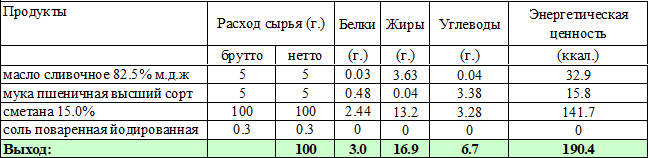 Продукты Расход сырья (г.) Белки Жиры Углеводы Энергетическая ценность
брутто нетто (г.) (г.) (г.) (ккал.)
масло сливочное 82.5% м.д.ж 5 5 0.03 3.63 0.04 32.9
мука пшеничная высший сорт 5 5 0.48 0.04 3.38 15.8
сметана 15.0% 100 100 2.44 13.2 3.28 141.7
соль поваренная йодированная 0.3 0.3 0 0 0 0
Выход: 100 3.0 16.9 6.7 190.4